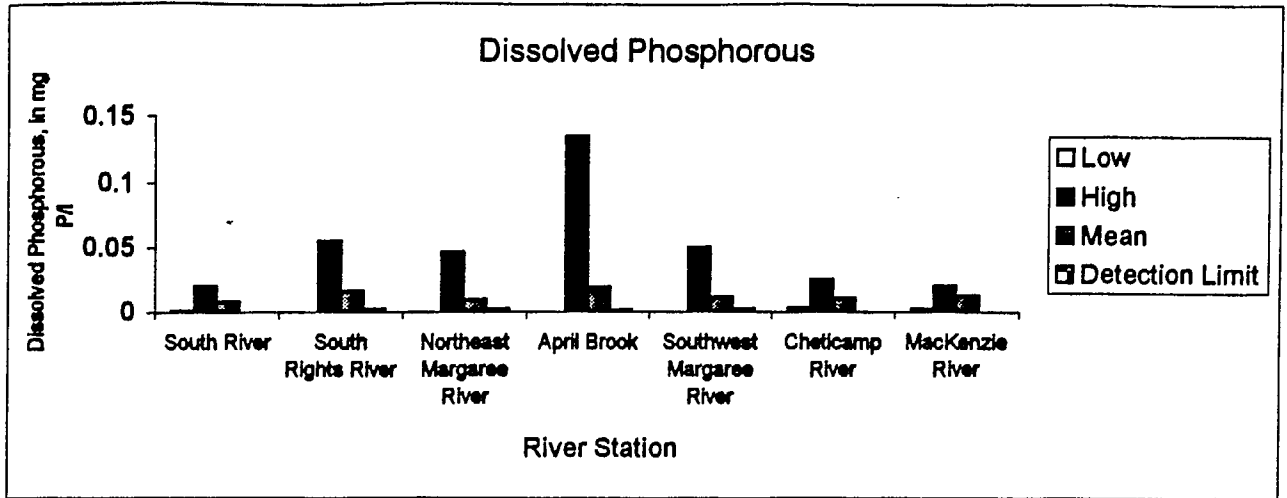 Dissolved Phosphorous
Dissolved Phosphorous, in mg
P/l
0.15
0.1
0.05
0
South River
South
Rights River
Northeast
Margaree
River
April Brook
Southwest
Margaree
River
Cheticamp
River
MacKenzie
River
River Station
Low
High
Mean
Detection Limit